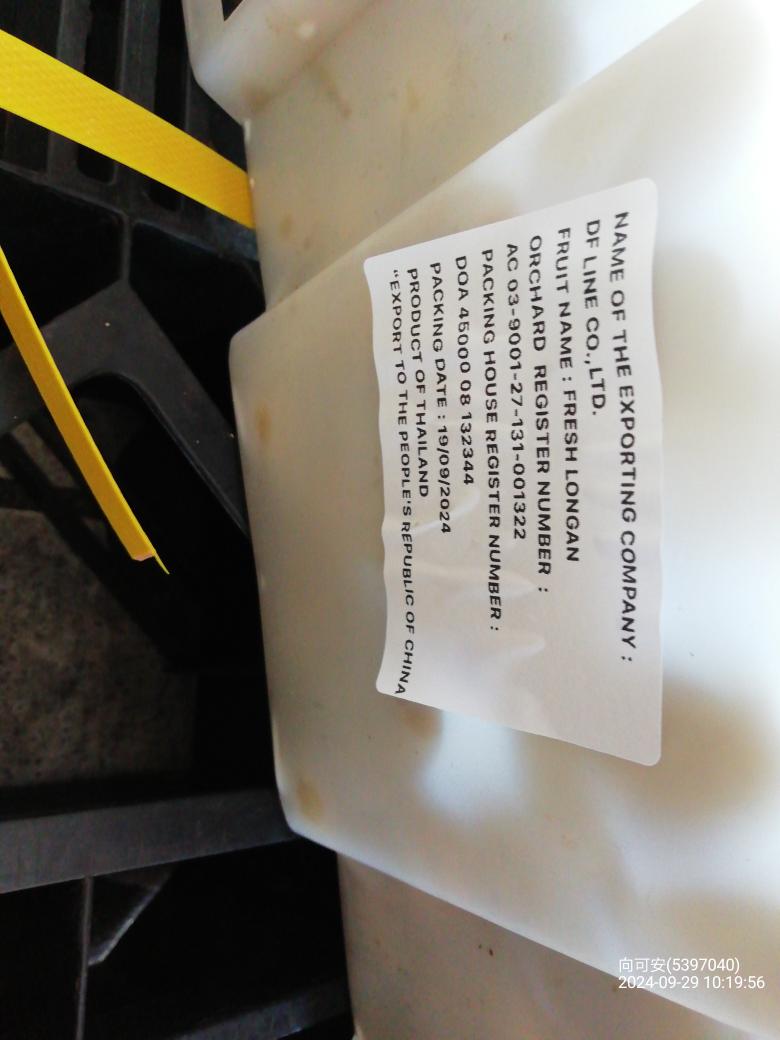 NAME OF THE EXPORTING COMPANY :
DF LINE CO.,LTD.
FRUIT NAME : FRESH LONGAN
ORCHARD REGISTER NUMBER :
AC 03-9001-27-131-001322
PACKING HOUSE REGISTER NUMBER :
DOA 45000 08 132344
PACKING DATE : 19/09/2024
PRODUCT OF THAILAND
“EXPORT TO THE PEOPLE'S REPUBLIC OF CHINA
向可安(5397040)
2024-09-29 10:19:56